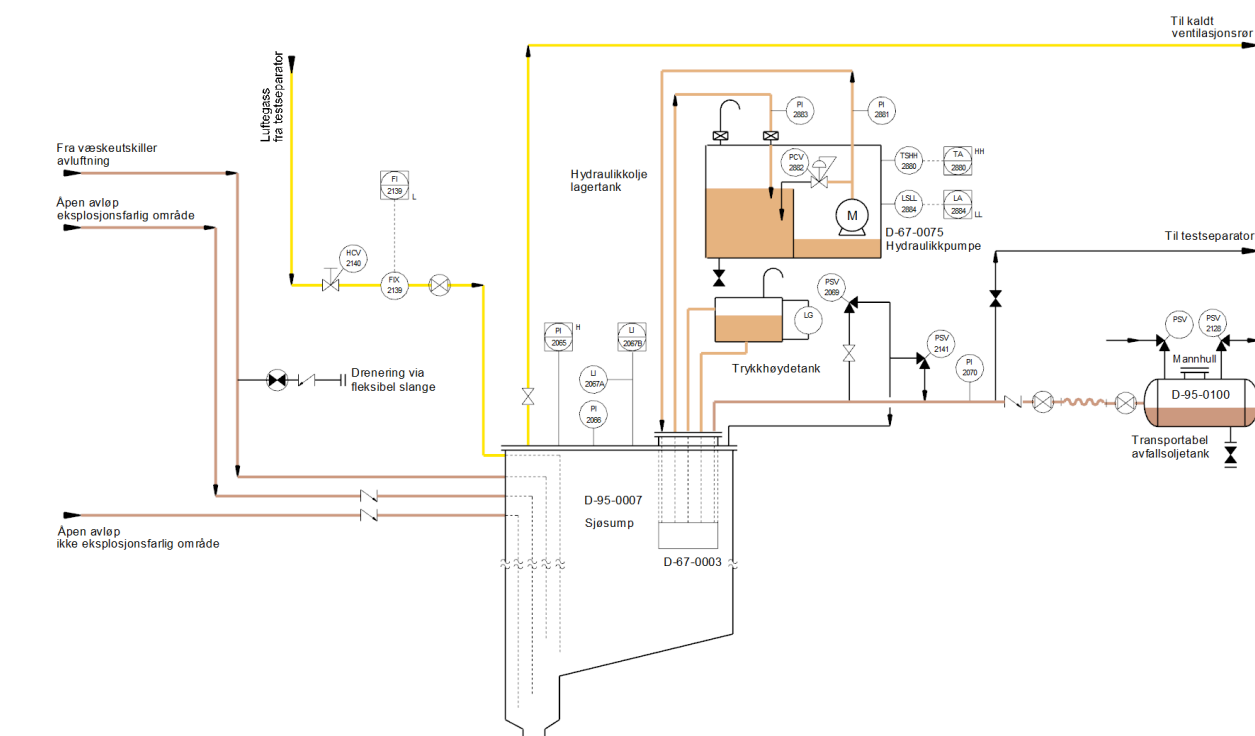 Til kaldt
ventilasjonsrør
Luftegass
fra testseparator
Fra væskeutskiller
avluftning
Åpen avløp
eksplosjonsfarlig område
FI
2139
L
HCV
2140
FIX
2139
Hydraulikkolje
lagertank
PI
2883
PI
2881
PCV
2882
TSHH
2880
TA
2880
HH
LSLL
2884
LA
2884
LL
M
D-67-0075
Hydraulikkpumpe
Til testseparator
PI
2065
H
LI
2067B
LI
2067A
PI
2066
LG
Trykkhøydetank
PSV
2069
PSV
2141
PI
2070
PSV
PSV
2128
Mannhull
D-95-0100
Transportabel
avfallsoljetank
Drenering via
fleksibel slange
D-95-0007
Sjøsump
D-67-0003
Åpen avløp
ikke eksplosjonsfarlig område